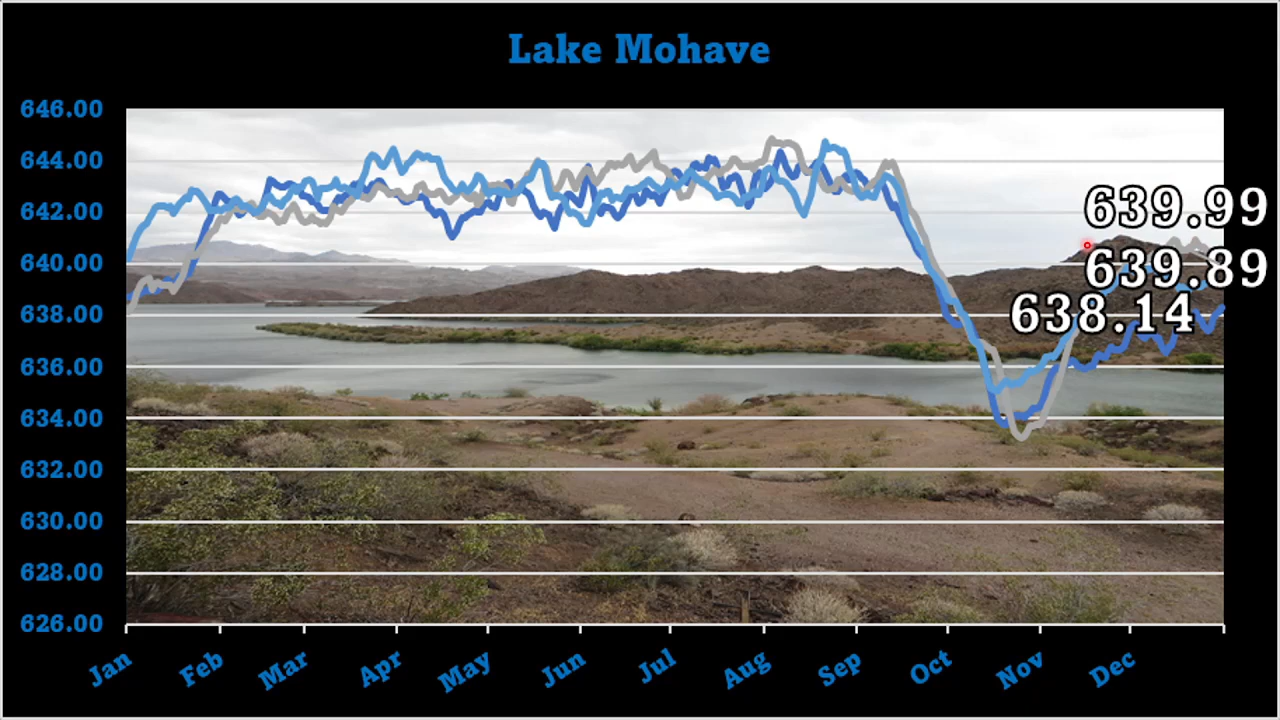 Lake Mohave
646.00
644.00
642.00
640.00
638.00
636.00
634.00
632.00
630.00
628.00
626.00
639.99
639.89
638.14
Jan
Feb
Mar
Apr
May
Jun
Jul
Aug
Sep
Oct
Nov
Dec